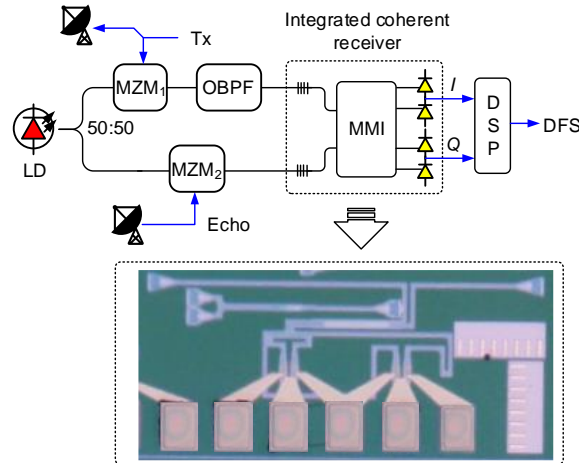 Integrated coherent
receiver
Tx
MZM1
OBPF
I
D
S
P
DFS
50:50
MMI
LD
MZM2
Q
Echo